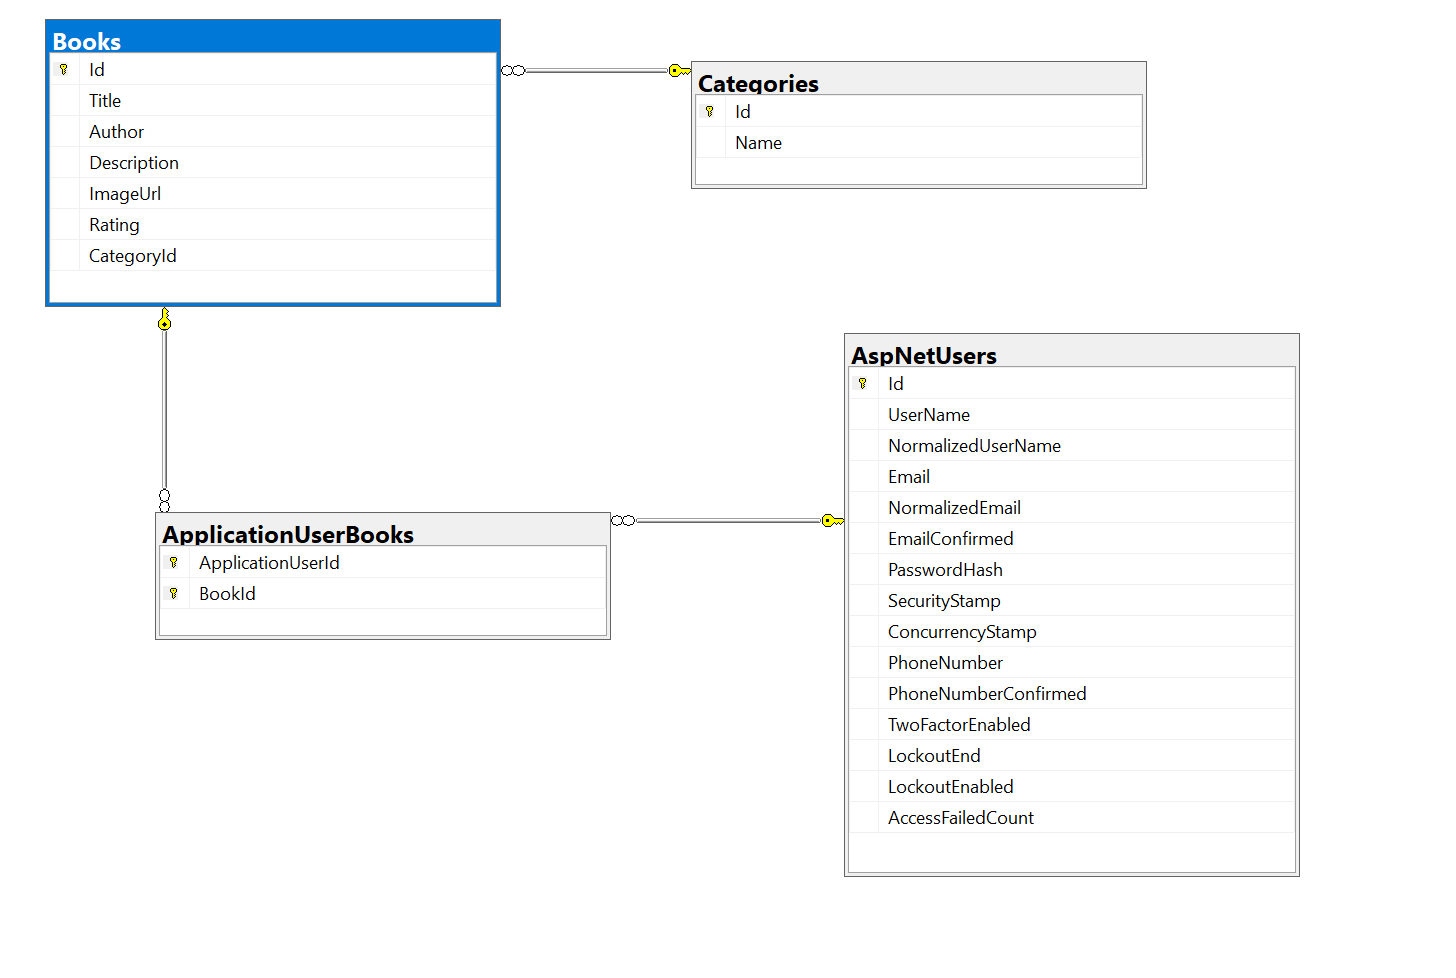 Books
Id
Title
Author
Description
ImageUrl
Rating
CategoryId
Categories
Id
Name
ApplicationUserBooks
ApplicationUserId
BookId
AspNetUsers
Id
UserName
NormalizedUserName
Email
NormalizedEmail
EmailConfirmed
PasswordHash
SecurityStamp
ConcurrencyStamp
PhoneNumber
PhoneNumberConfirmed
TwoFactorEnabled
LockoutEnd
LockoutEnabled
AccessFailedCount